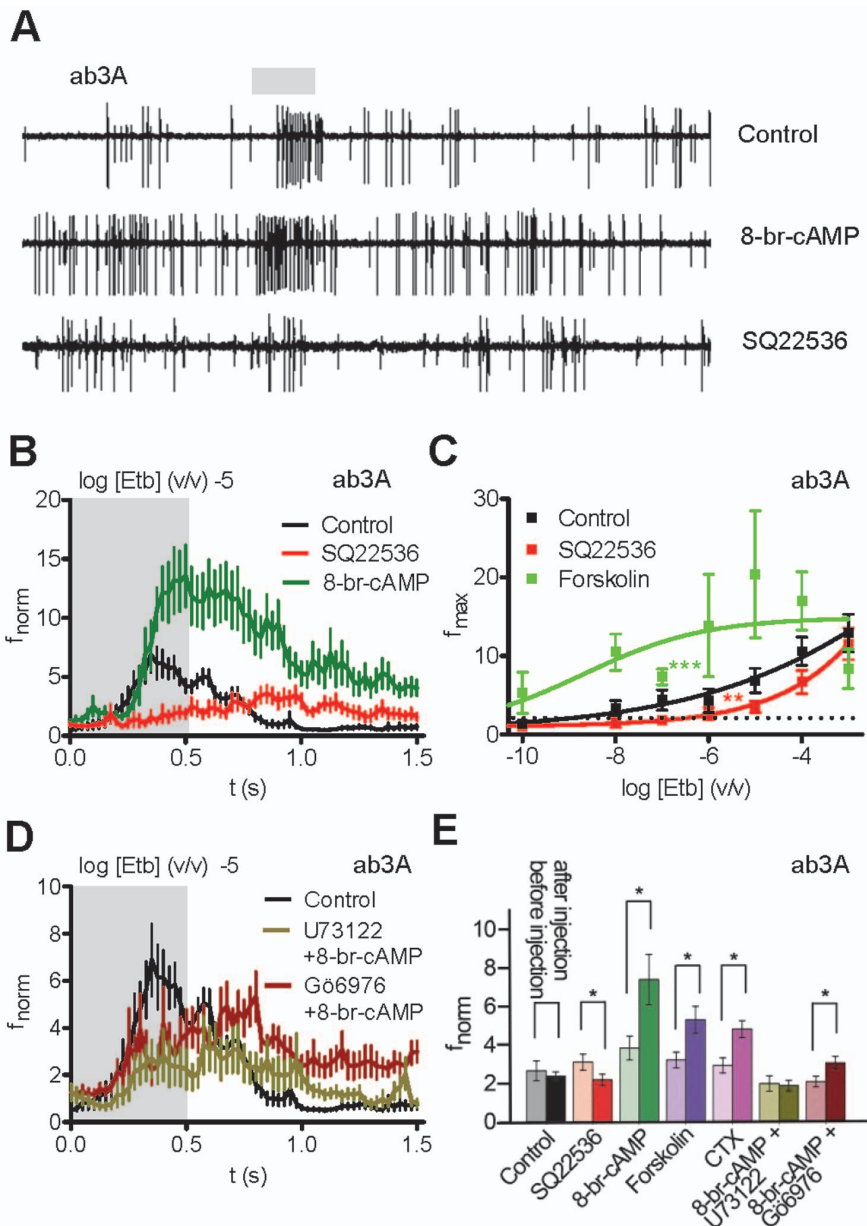 A
ab3A
Control
8-br-cAMP
SQ22536
B
log [Etb] (v/v) -5
ab3A
Control
SQ22536
8-br-cAMP
20
15
10
5
0
f norm
0.0
0.5
1.0
1.5
t (s)
C
ab3A
Control
SQ22536
Forskolin
30
20
10
0
f max
***
**
-10
-8
-6
-4
log [Etb] (v/v)
D
log [Etb] (v/v) -5
ab3A
Control
U73122
+8-br-cAMP
Gö6976
+8-br-cAMP
10
8
6
4
2
0
f norm
0.0
0.5
1.0
1.5
t (s)
E
ab3A
after injection
before injection
*
*
*
*
*
10
8
6
4
2
0
f norm
Control
SQ22536
8-br-cAMP
Forskolin
CTX
8-br-cAMP +
U73122
8-br-cAMP +
Gö6976